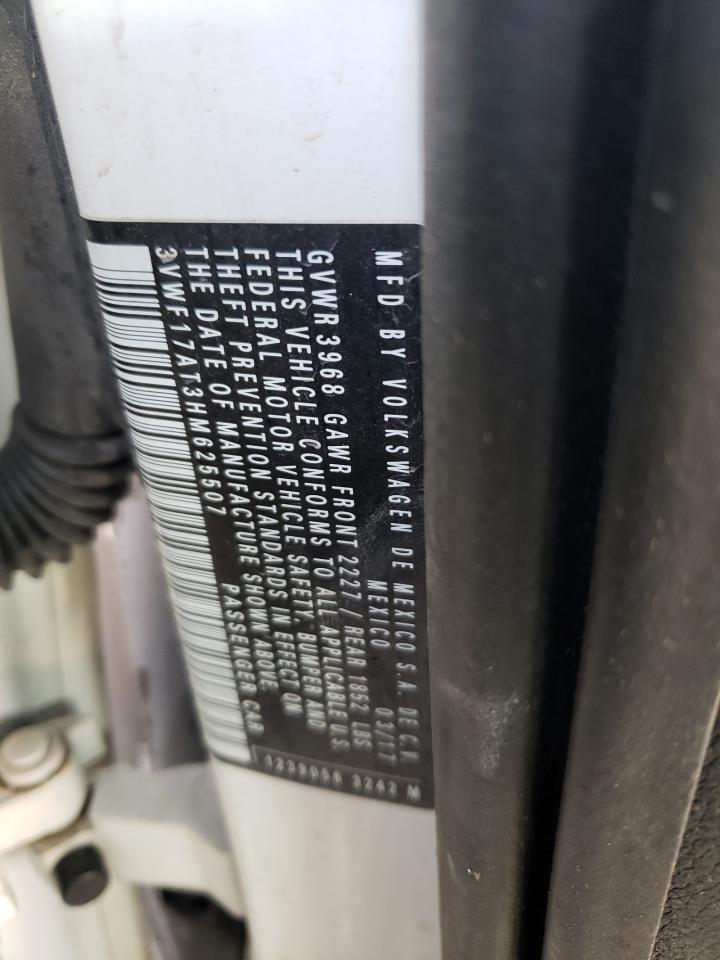 MFD BY VOLKSWAGEN DE MEXICO S.A. DE C.V.
MEXICO 03/17
GVWR 3968 GAWR FRONT 2227 // REAR 1852 LBS
THIS VEHICLE CONFORMS TO ALL APPLICABLE U.S.
FEDERAL MOTOR VEHICLE SAFETY, BUMPER AND
THEFT PREVENTION STANDARDS IN EFFECT ON
THE DATE OF MANUFACTURE SHOWN ABOVE
3VWF17AT3HM625507 PASSENGER CAR
3242 M